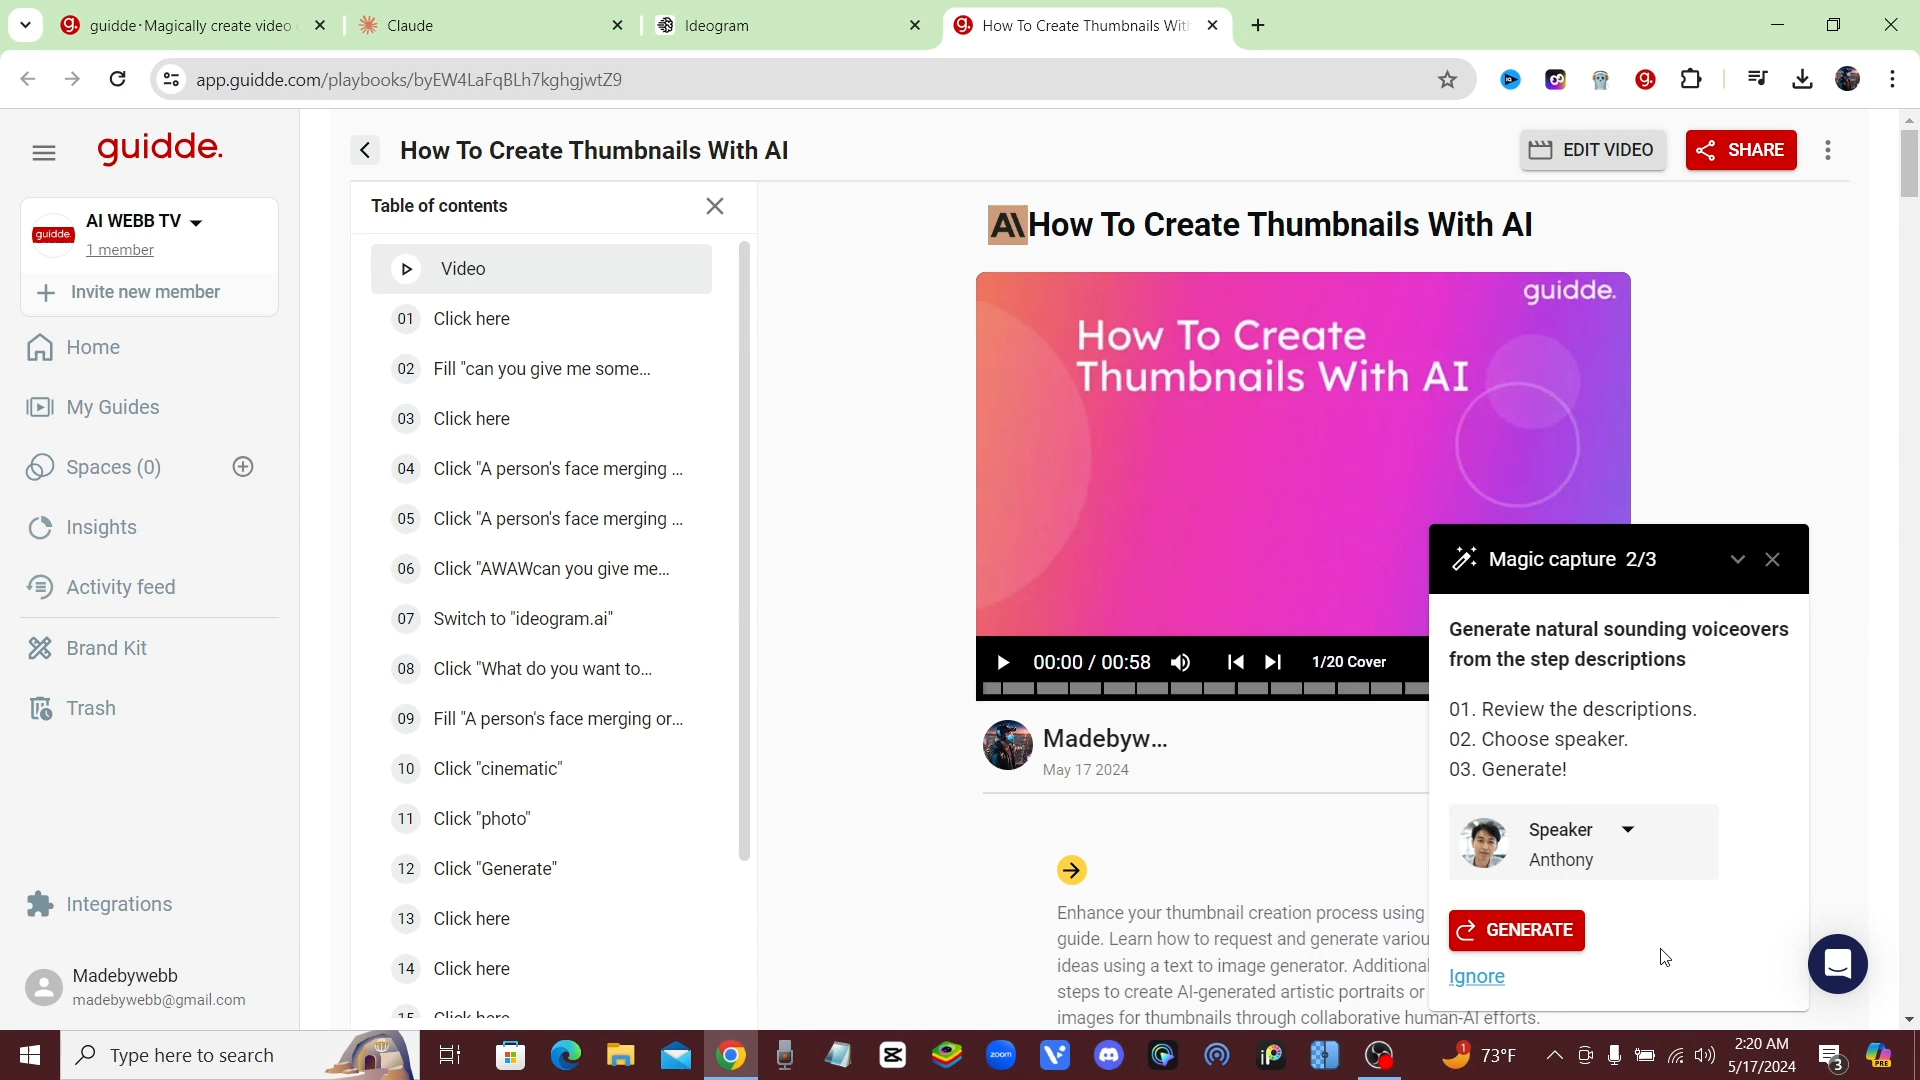 guidde·Magically create video
Claude
Ideogram
How To Create Thumbnails Wit
app.guidde.com/playbooks/byEW4LaFqBLh7kghgjwtZ9
guidde.
How To Create Thumbnails With AI
EDIT VIDEO
SHARE
guidde.
AI WEBB TV
1 member
Invite new member
Home
My Guides
Spaces (0)
Insights
Activity feed
Brand Kit
Trash
Integrations
Madebywebb
madebywebb@gmail.com
Table of contents
Video
01 Click here
02 Fill "can you give me some...
03 Click here
04 Click "A person's face merging ...
05 Click "A person's face merging ...
06 Click "AWAWcan you give me...
07 Switch to "ideogram.ai"
08 Click "What do you want to...
09 Fill "A person's face merging or...
10 Click "cinematic"
11 Click "photo"
12 Click "Generate"
13 Click here
14 Click here
15 Click here
A\How To Create Thumbnails With AI
guidde.
How To Create
Thumbnails With AI
00:00 / 00:58
1/20 Cover
Madebyw...
May 17 2024
Enhance your thumbnail creation process using
guide. Learn how to request and generate variou
ideas using a text to image generator. Additional
steps to create AI-generated artistic portraits or
images for thumbnails through collaborative human-AI efforts.
Magic capture 2/3
Generate natural sounding voiceovers
from the step descriptions
01. Review the descriptions.
02. Choose speaker.
03. Generate!
Speaker
Anthony
GENERATE
Ignore
Type here to search
zoom
73°F
2:20 AM
5/17/2024
3
PRE